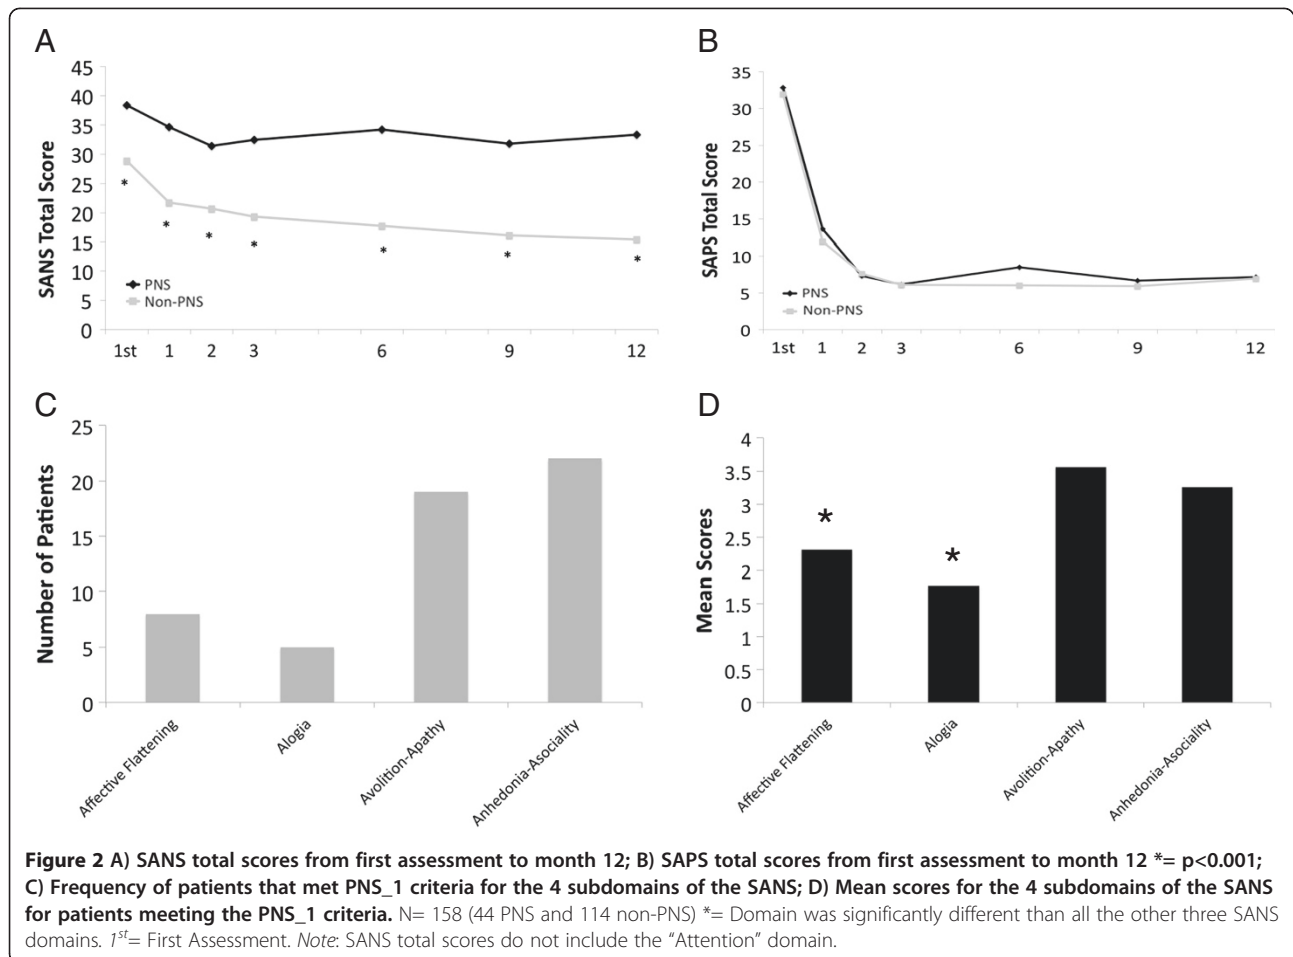 A
SANS Total Score
45
40
35
30
25
20
15
10
5
0
*
*
*
*
*
*
*
PNS
Non-PNS
1st 1 2 3 6 9 12
B
SAPS Total Score
35
30
25
20
15
10
5
0
PNS
Non-PNS
1st 1 2 3 6 9 12
C
Number of Patients
25
20
15
10
5
0
Affective Flattening
Alogia
Avolition-Apathy
Anhedonia-Asociality
D
Mean Scores
4
3.5
3
2.5
2
1.5
1
0.5
0
*
*
Affective Flattening
Alogia
Avolition-Apathy
Anhedonia-Asociality
Figure 2 A) SANS total scores from first assessment to month 12; B) SAPS total scores from first assessment to month 12 *= p<0.001;
C) Frequency of patients that met PNS_1 criteria for the 4 subdomains of the SANS; D) Mean scores for the 4 subdomains of the SANS
for patients meeting the PNS_1 criteria. N= 158 (44 PNS and 114 non-PNS) *= Domain was significantly different than all the other three SANS
domains. 1st= First Assessment. Note: SANS total scores do not include the “Attention” domain.